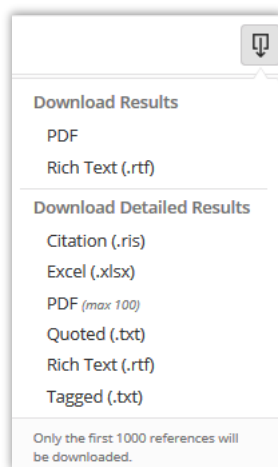 Download Results
PDF
Rich Text (.rtf)
Download Detailed Results
Citation (.ris)
Excel (.xlsx)
PDF (max 100)
Quoted (.txt)
Rich Text (.rtf)
Tagged (.txt)
Only the first 1000 references will
be downloaded.